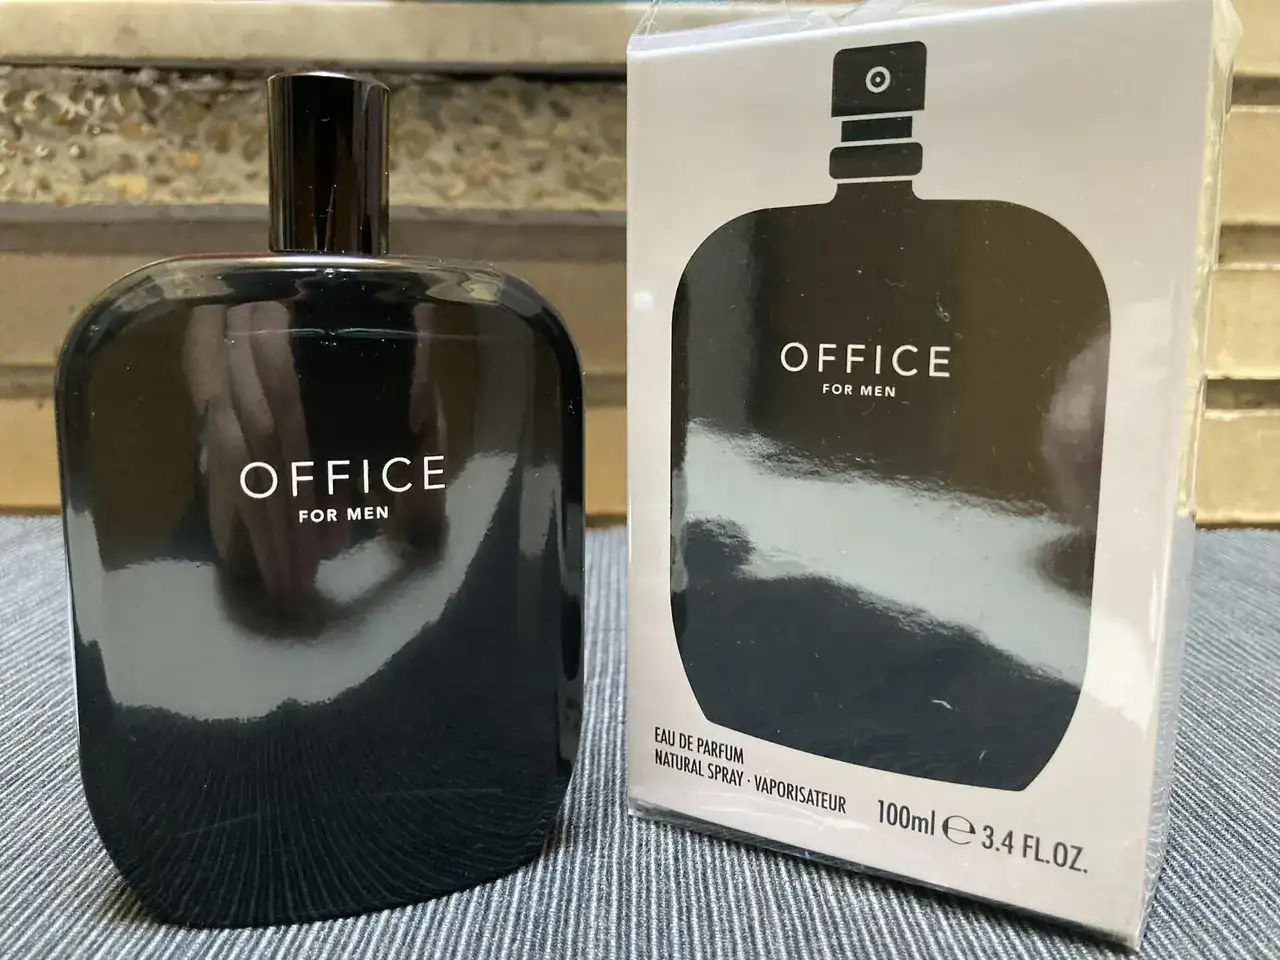 OFFICE
FOR MEN
OFFICE
FOR MEN
EAU DE PARFUM
NATURAL SPRAY · VAPORISATEUR
100ml ℮ 3.4 FL.OZ.